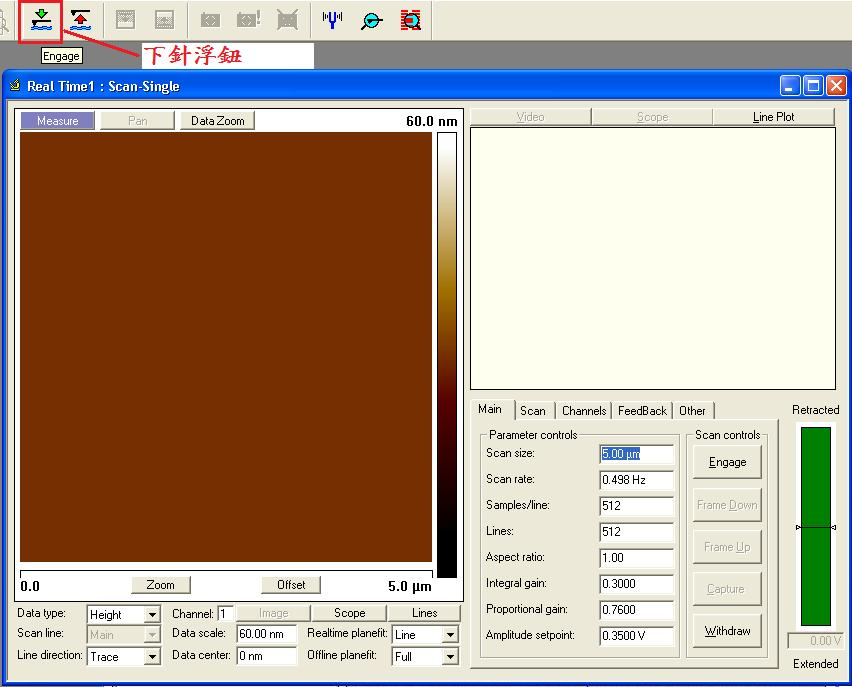 Engage
下針浮鈕
Real Time1 : Scan-Single
Measure
Pan
Data Zoom
60.0 nm
Video
Scope
Line Plot
0.0
Zoom
Offset
5.0 µm
Data type:
Height
Channel:
1
Image
Scope
Lines
Scan line:
Main
Data scale:
60.00 nm
Realtime planefit:
Line
Line direction:
Trace
Data center:
0 nm
Offline planefit:
Full
Main
Scan
Channels
FeedBack
Other
Parameter controls
Scan size:
5.00 µm
Scan rate:
0.498 Hz
Samples/line:
512
Lines:
512
Aspect ratio:
1.00
Integral gain:
0.3000
Proportional gain:
0.7600
Amplitude setpoint:
0.3500 V
Scan controls
Engage
Frame Down
Frame Up
Capture
Withdraw
Retracted
0.00 V
Extended